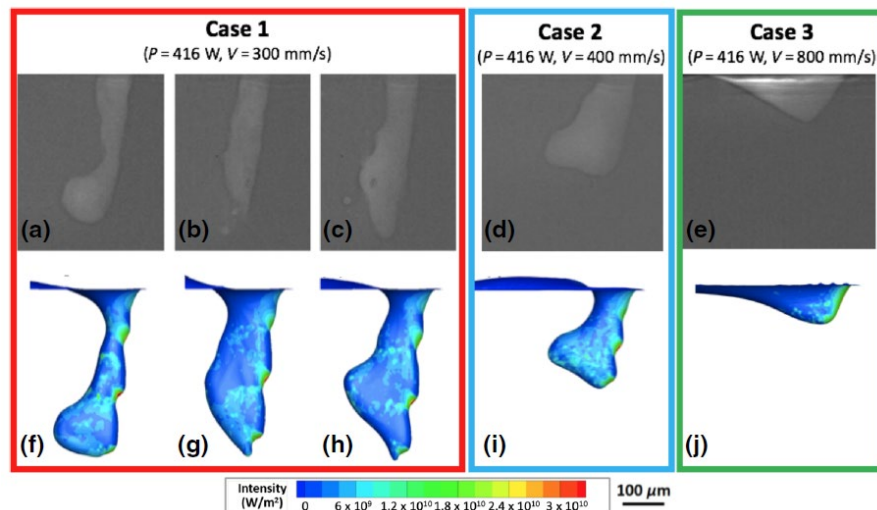 Case 1
(P = 416 W, V = 300 mm/s)
Case 2
(P = 416 W, V = 400 mm/s)
Case 3
(P = 416 W, V = 800 mm/s)
(a)
(b)
(c)
(d)
(e)
(f)
(g)
(h)
(i)
(j)
Intensity
(W/m²)
0 6 x 10⁹ 1.2 x 10¹⁰ 1.8 x 10¹⁰ 2.4 x 10¹⁰ 3 x 10¹⁰
100 µm